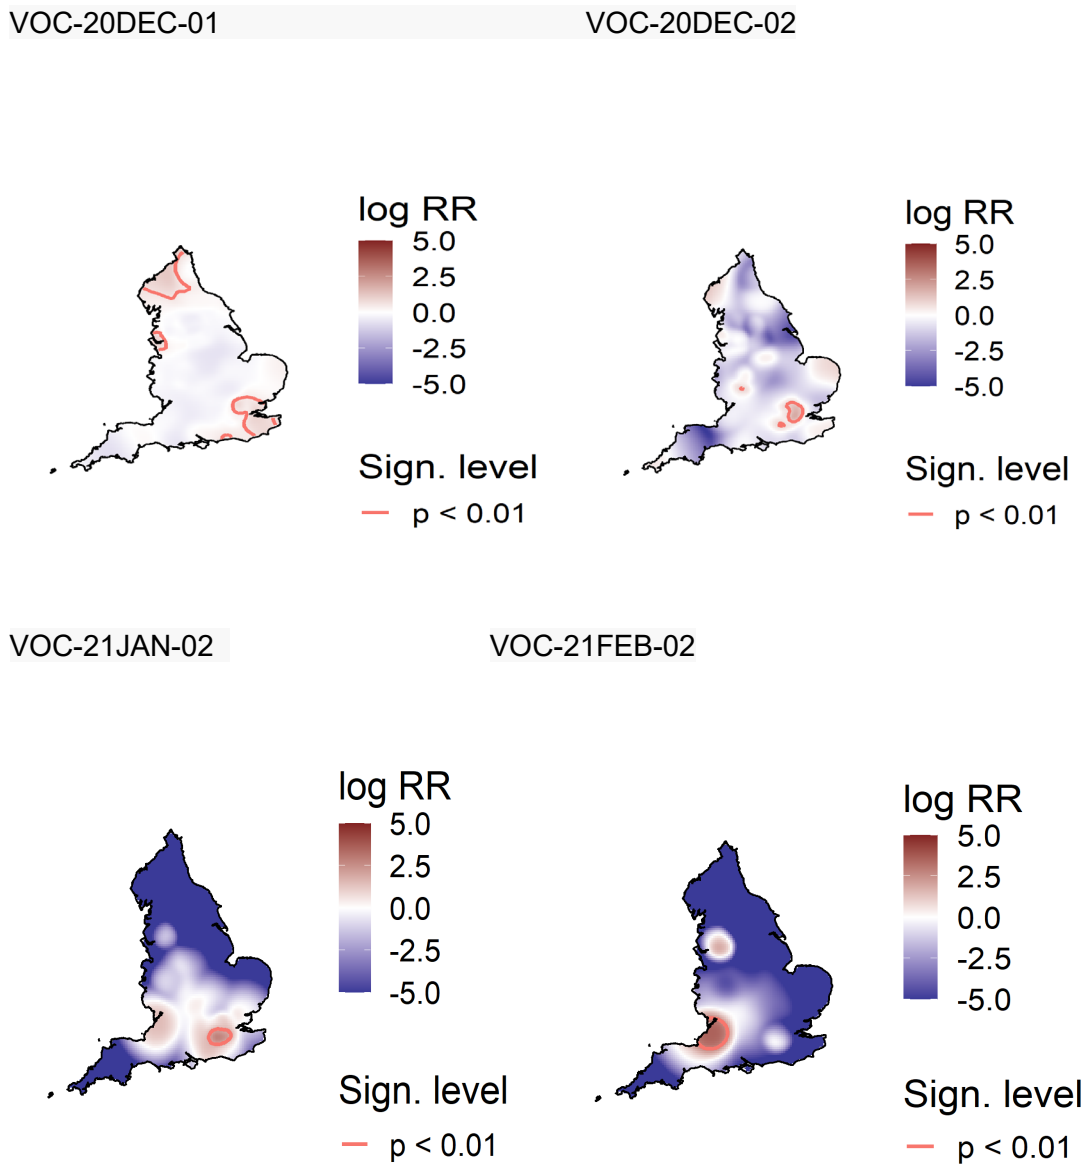 VOC-20DEC-01
VOC-20DEC-02
log RR
5.0
2.5
0.0
-2.5
-5.0
Sign. level
p < 0.01
log RR
5.0
2.5
0.0
-2.5
-5.0
Sign. level
p < 0.01
VOC-21JAN-02
VOC-21FEB-02
log RR
5.0
2.5
0.0
-2.5
-5.0
Sign. level
p < 0.01
log RR
5.0
2.5
0.0
-2.5
-5.0
Sign. level
p < 0.01